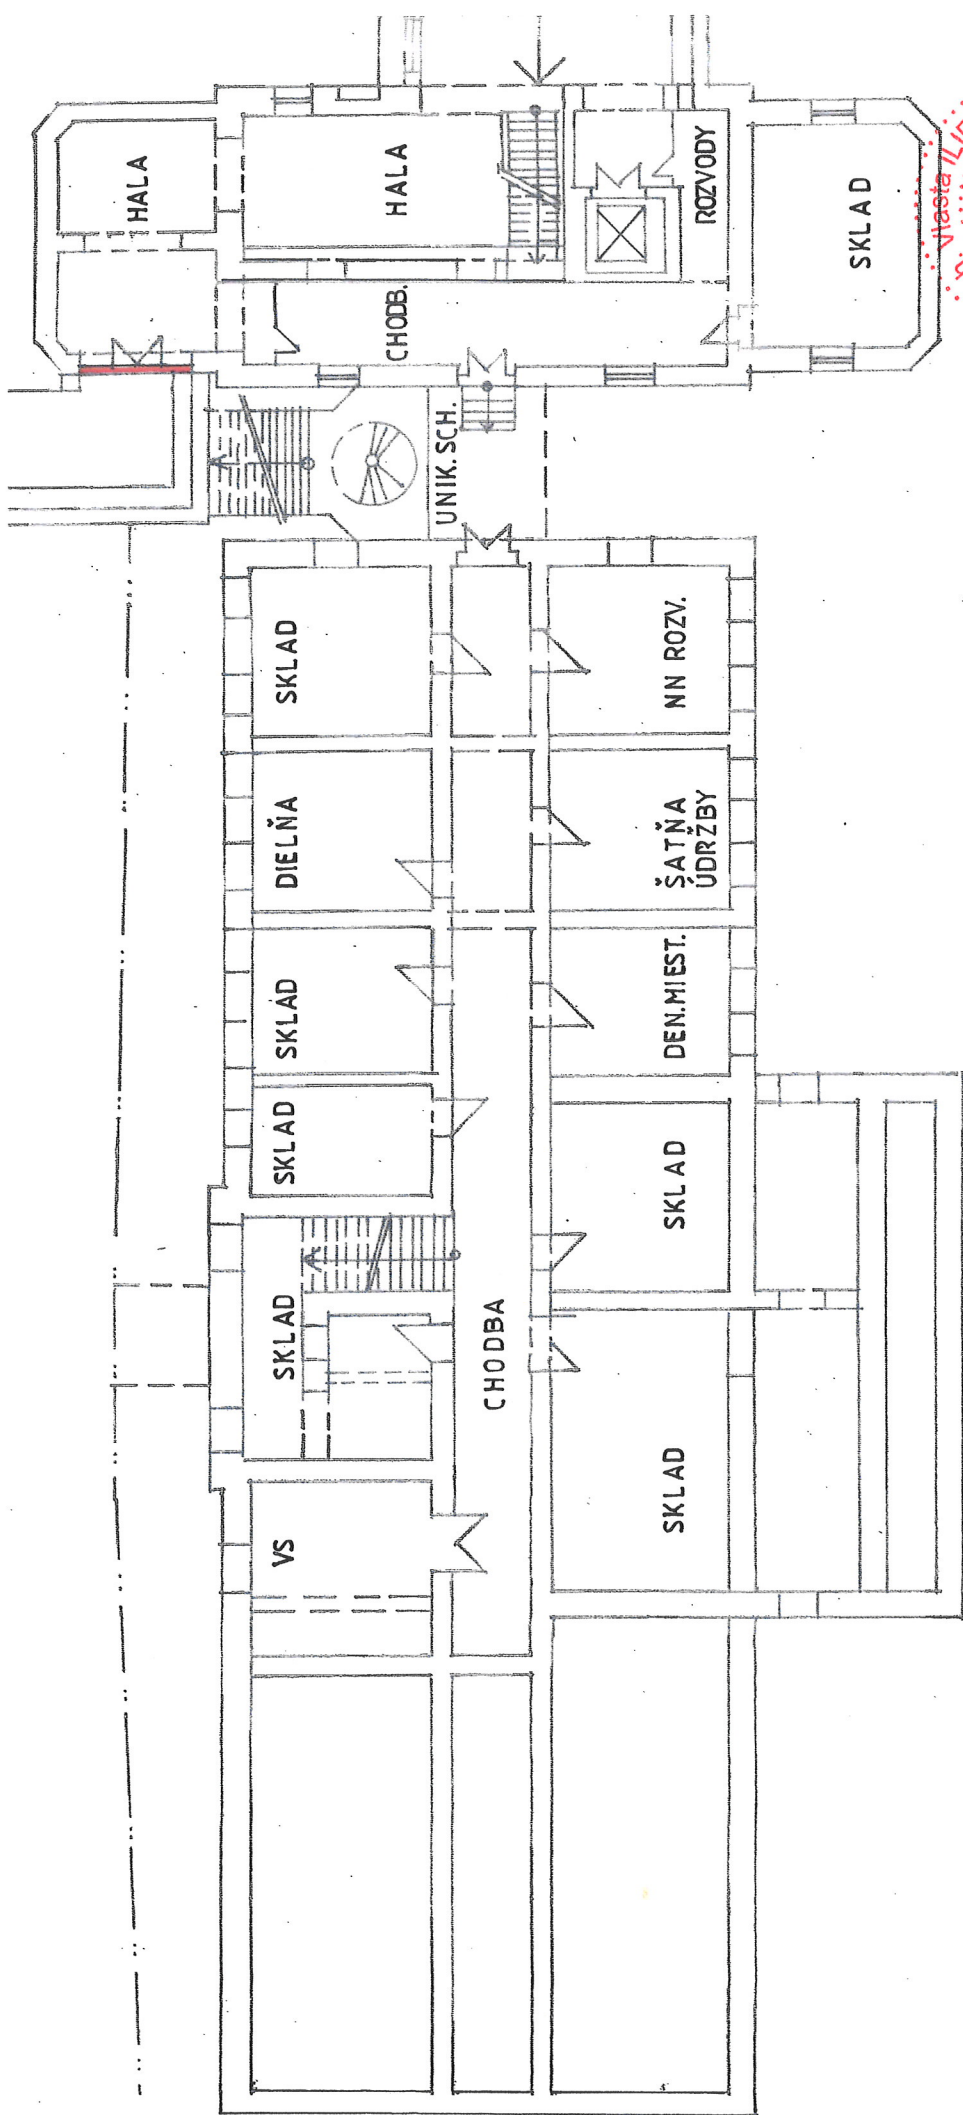 HALA
HALA
CHODB.
ROZVODY
SKLAD
Vlasta
UNIK. SCH.
SKLAD
NN ROZV.
DIELŇA
ŠATŇA
ÚDRŽBY
SKLAD
DEN.MIEST.
SKLAD
SKLAD
SKLAD
CHODBA
SKLAD
VS